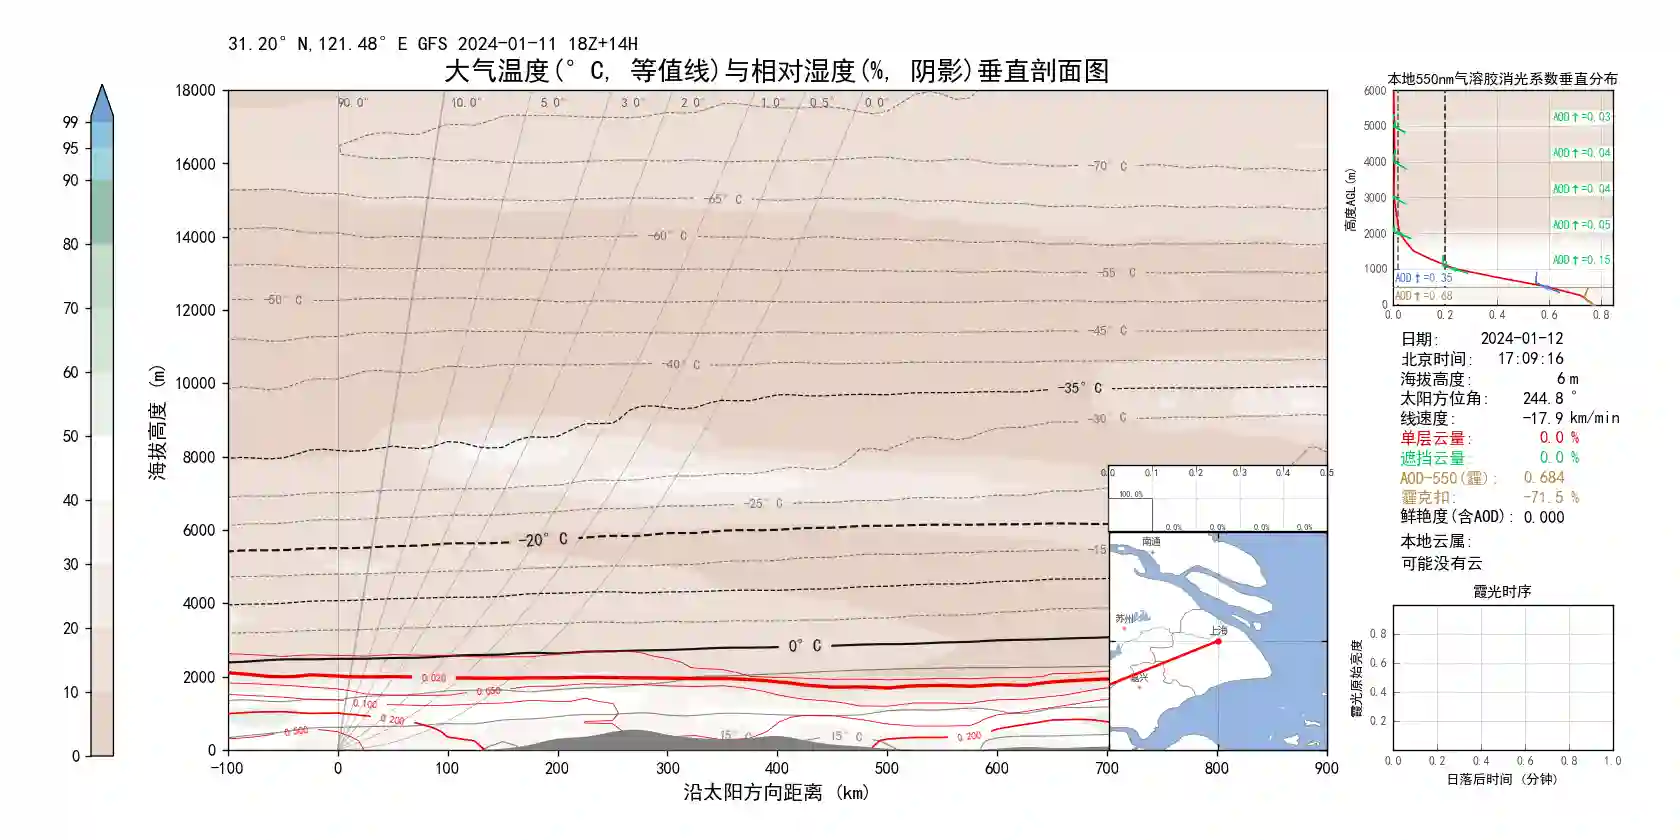 31.20°N,121.48°E GFS 2024-01-11 18Z+14H
大气温度(°C, 等值线)与相对湿度(%, 阴影)垂直剖面图
99
95
90
80
70
60
50
40
30
20
10
0
海拔高度 (m)
18000
16000
14000
12000
10000
8000
6000
4000
2000
0
90.0° 10.0° 5.0° 3.0° 2.0° 1.0° 0.5° 0.0°
-70°C
-65°C
-60°C
-55°C
-50°C
-45°C
-40°C
-35°C
-30°C
-25°C
-20°C
-15
0°C
0.020
0.050
0.100
0.200
0.500
15°C
15°C
0.200
-100 0 100 200 300 400 500 600 700 800 900
沿太阳方向距离 (km)
0.0 0.1 0.2 0.3 0.4 0.5
100.0%
0.0% 0.0% 0.0% 0.0%
南通
苏州
上海
嘉兴
本地550nm气溶胶消光系数垂直分布
高度AGL(m)
6000
5000
4000
3000
2000
1000
0
AOD↑=0.03
AOD↑=0.04
AOD↑=0.04
AOD↑=0.05
AOD↑=0.15
AOD↑=0.35
AOD↑=0.68
0.0 0.2 0.4 0.6 0.8
日期: 2024-01-12
北京时间: 17:09:16
海拔高度: 6 m
太阳方位角: 244.8 °
线速度: -17.9 km/min
单层云量: 0.0 %
遮挡云量: 0.0 %
AOD-550(霾): 0.684
霾克扣: -71.5 %
鲜艳度(含AOD): 0.000
本地云属:
可能没有云
霞光时序
霞光原始亮度
0.8
0.6
0.4
0.2
0.0 0.2 0.4 0.6 0.8 1.0
日落后时间 (分钟)